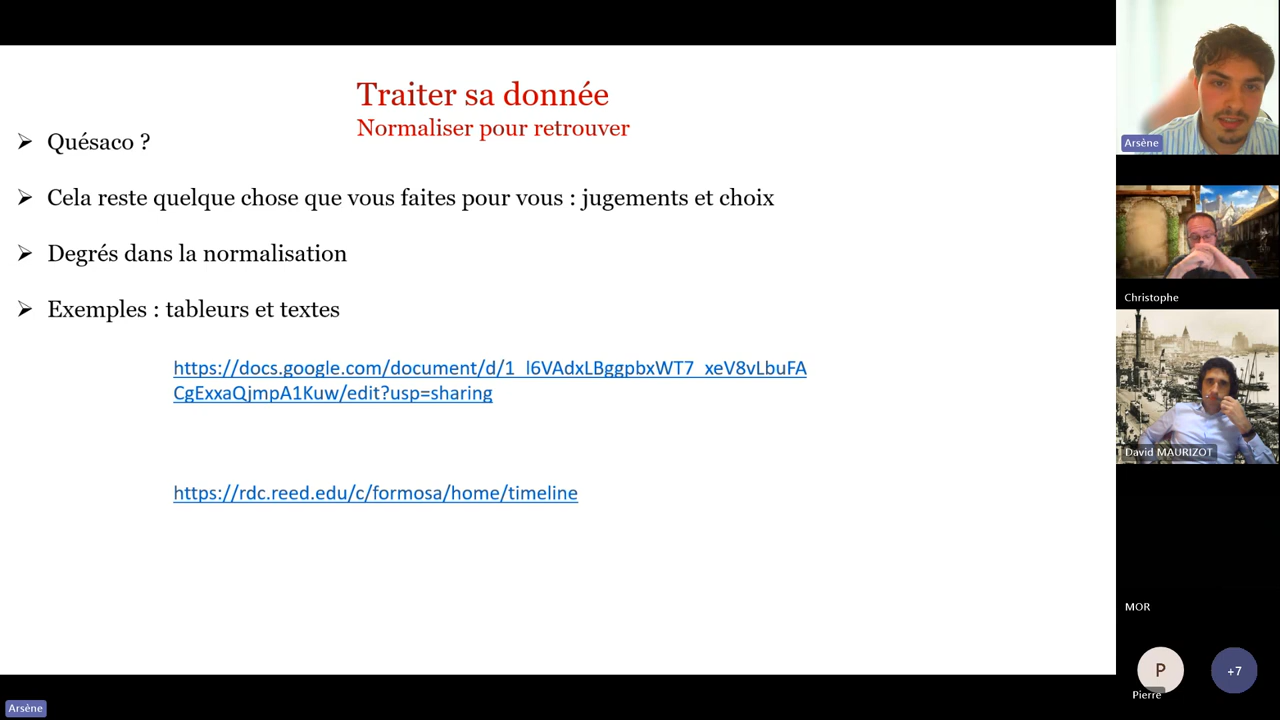 Traiter sa donnée
Normaliser pour retrouver
➢ Quésaco ?
➢ Cela reste quelque chose que vous faites pour vous : jugements et choix
➢ Degrés dans la normalisation
➢ Exemples : tableurs et textes
https://docs.google.com/document/d/1_l6VAdxLBggpbxWT7_xeV8vLbuFA
CgExxaQjmpA1Kuw/edit?usp=sharing
https://rdc.reed.edu/c/formosa/home/timeline
Arsène
Christophe
David MAURIZOT
MOR
P
Pierre
+7
Arsène